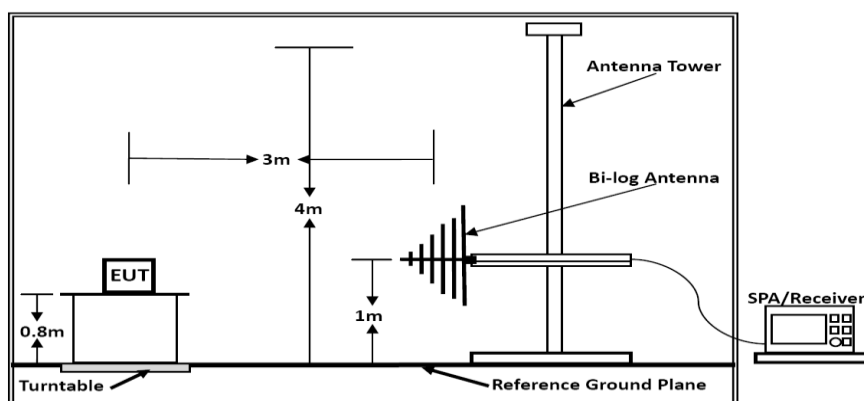 Antenna Tower
3m
Bi-log Antenna
4m
EUT
SPA/Receiver
0.8m
1m
Turntable
Reference Ground Plane